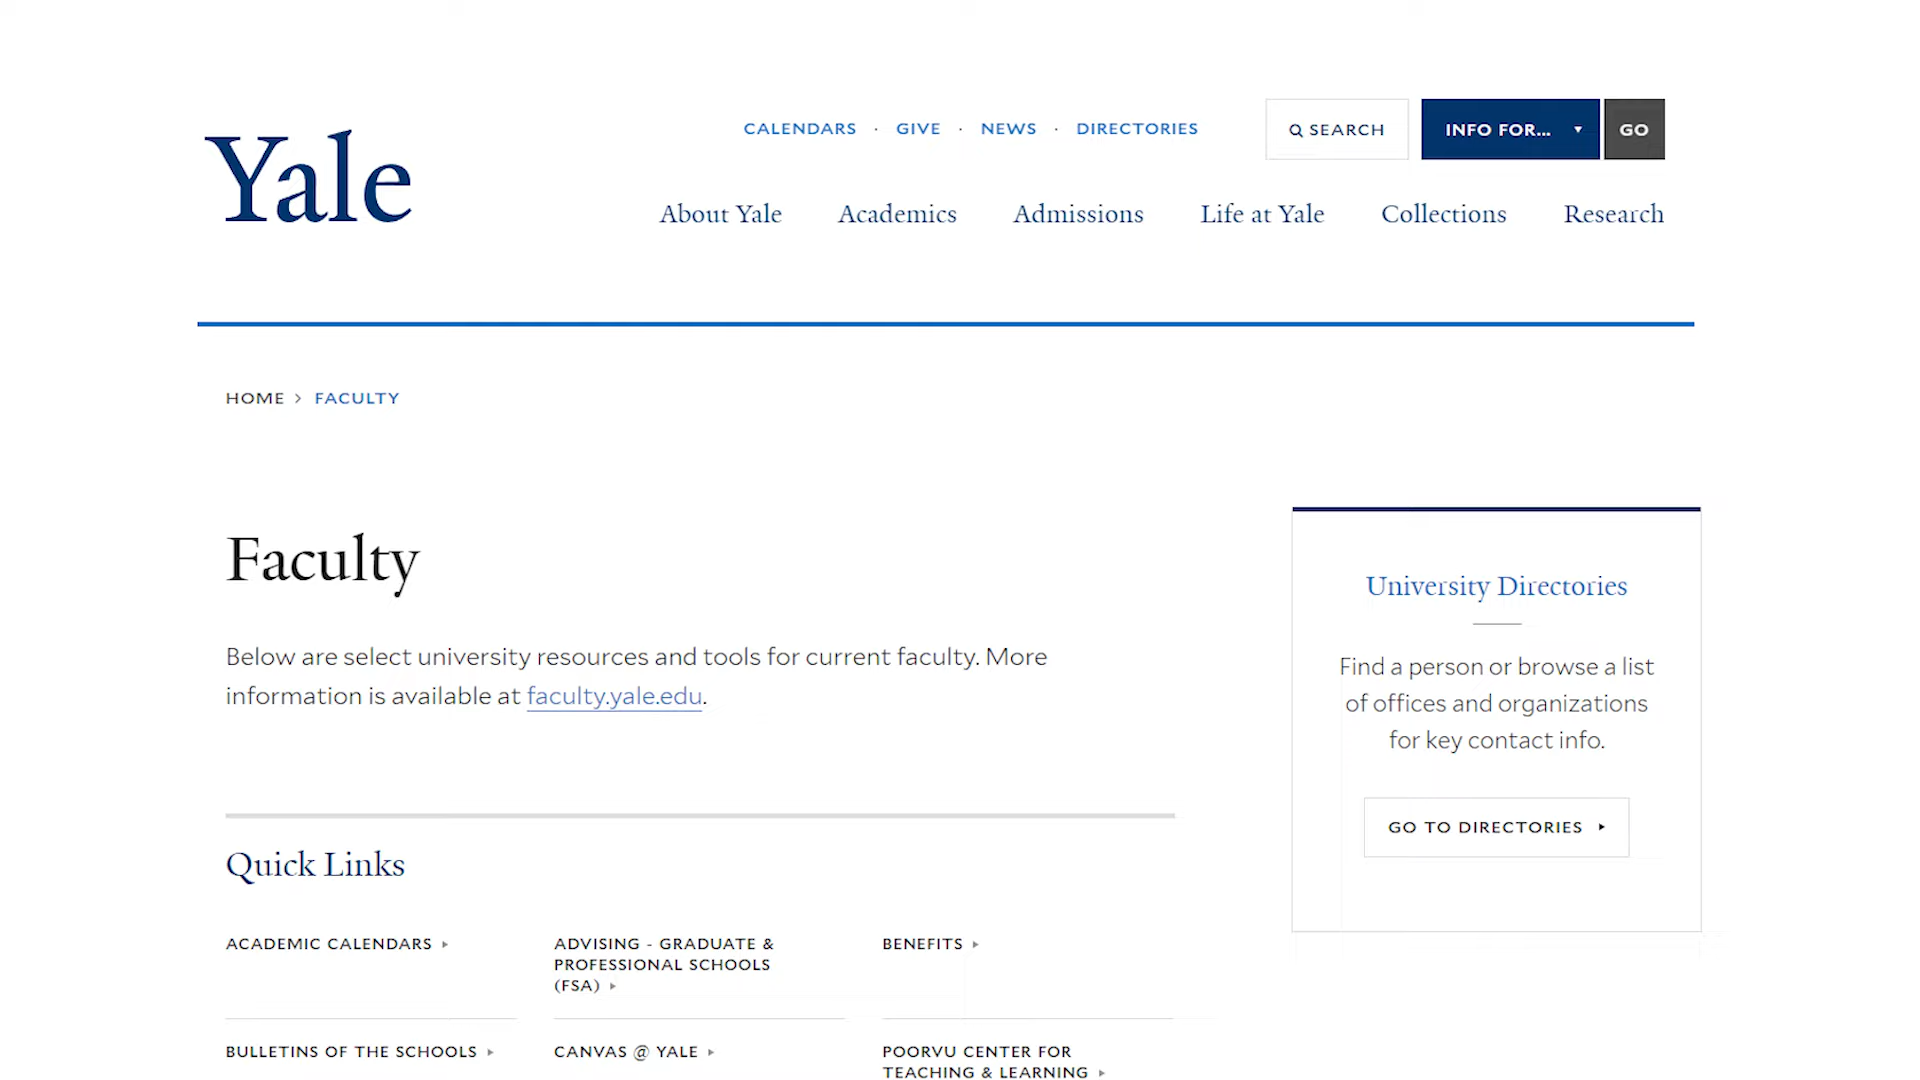 Yale
CALENDARS · GIVE · NEWS · DIRECTORIES
SEARCH
INFO FOR...
GO
About Yale
Academics
Admissions
Life at Yale
Collections
Research
HOME > FACULTY
Faculty
Below are select university resources and tools for current faculty. More
information is available at faculty.yale.edu.
University Directories
Find a person or browse a list
of offices and organizations
for key contact info.
GO TO DIRECTORIES
Quick Links
ACADEMIC CALENDARS
ADVISING - GRADUATE &
PROFESSIONAL SCHOOLS
(FSA)
BENEFITS
BULLETINS OF THE SCHOOLS
CANVAS @ YALE
POORVU CENTER FOR
TEACHING & LEARNING